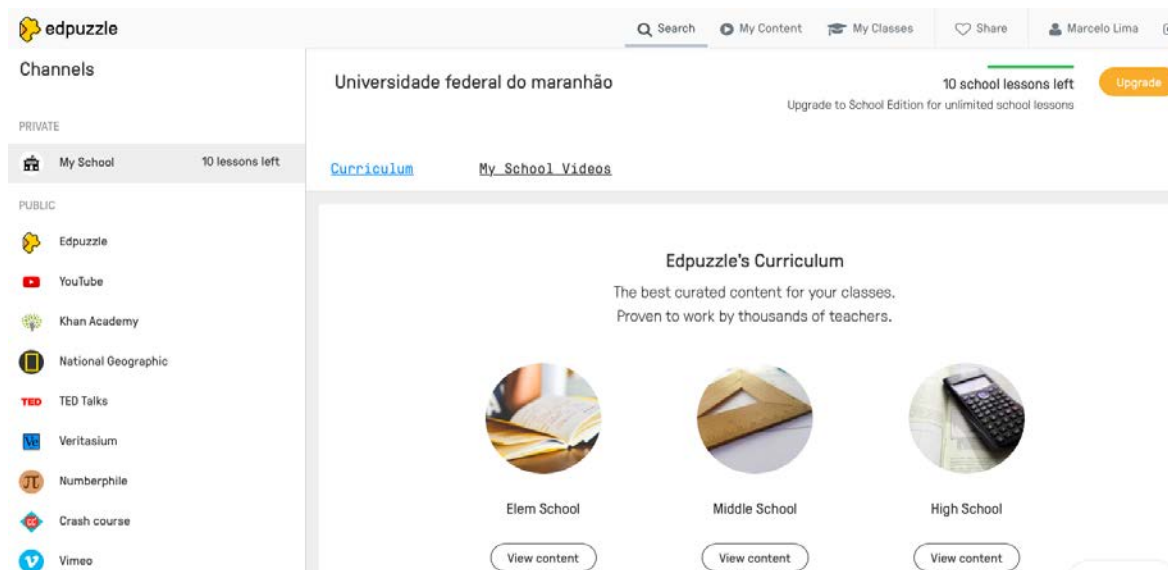 edpuzzle
Search
My Content
My Classes
Share
Marcelo Lima
Channels
PRIVATE
My School
10 lessons left
PUBLIC
Edpuzzle
YouTube
Khan Academy
National Geographic
TED
TED Talks
Ve
Veritasium
π
Numberphile
CC
Crash course
Vimeo
Universidade federal do maranhão
10 school lessons left
Upgrade to School Edition for unlimited school lessons
Upgrade
Curriculum
My School Videos
Edpuzzle's Curriculum
The best curated content for your classes.
Proven to work by thousands of teachers.
Elem School
Middle School
High School
View content
View content
View content